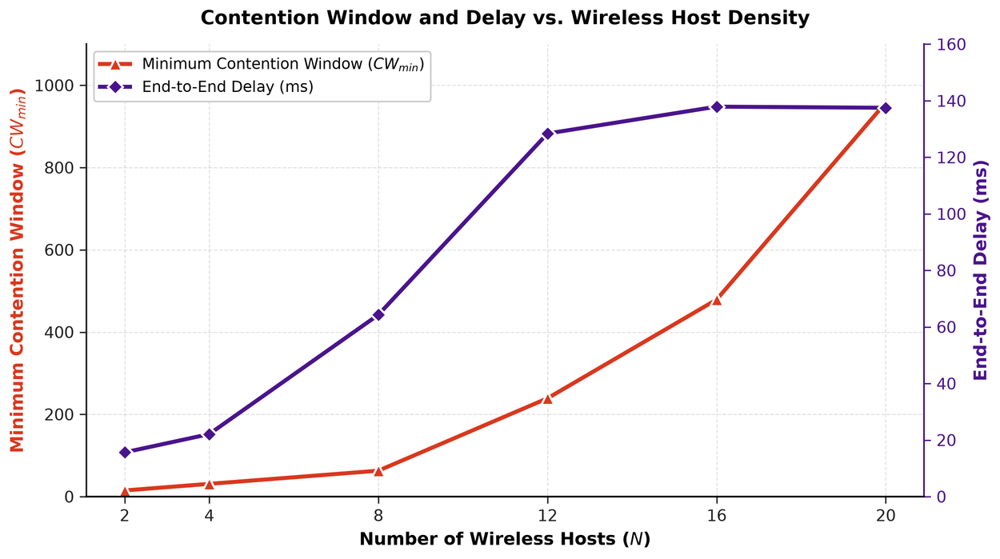 Contention Window and Delay vs. Wireless Host Density
Minimum Contention Window (CWmin)
End-to-End Delay (ms)
Minimum Contention Window (CWmin)
1000
800
600
400
200
0
160
140
120
100
80
60
40
20
0
End-to-End Delay (ms)
2 4 8 12 16 20
Number of Wireless Hosts (N)